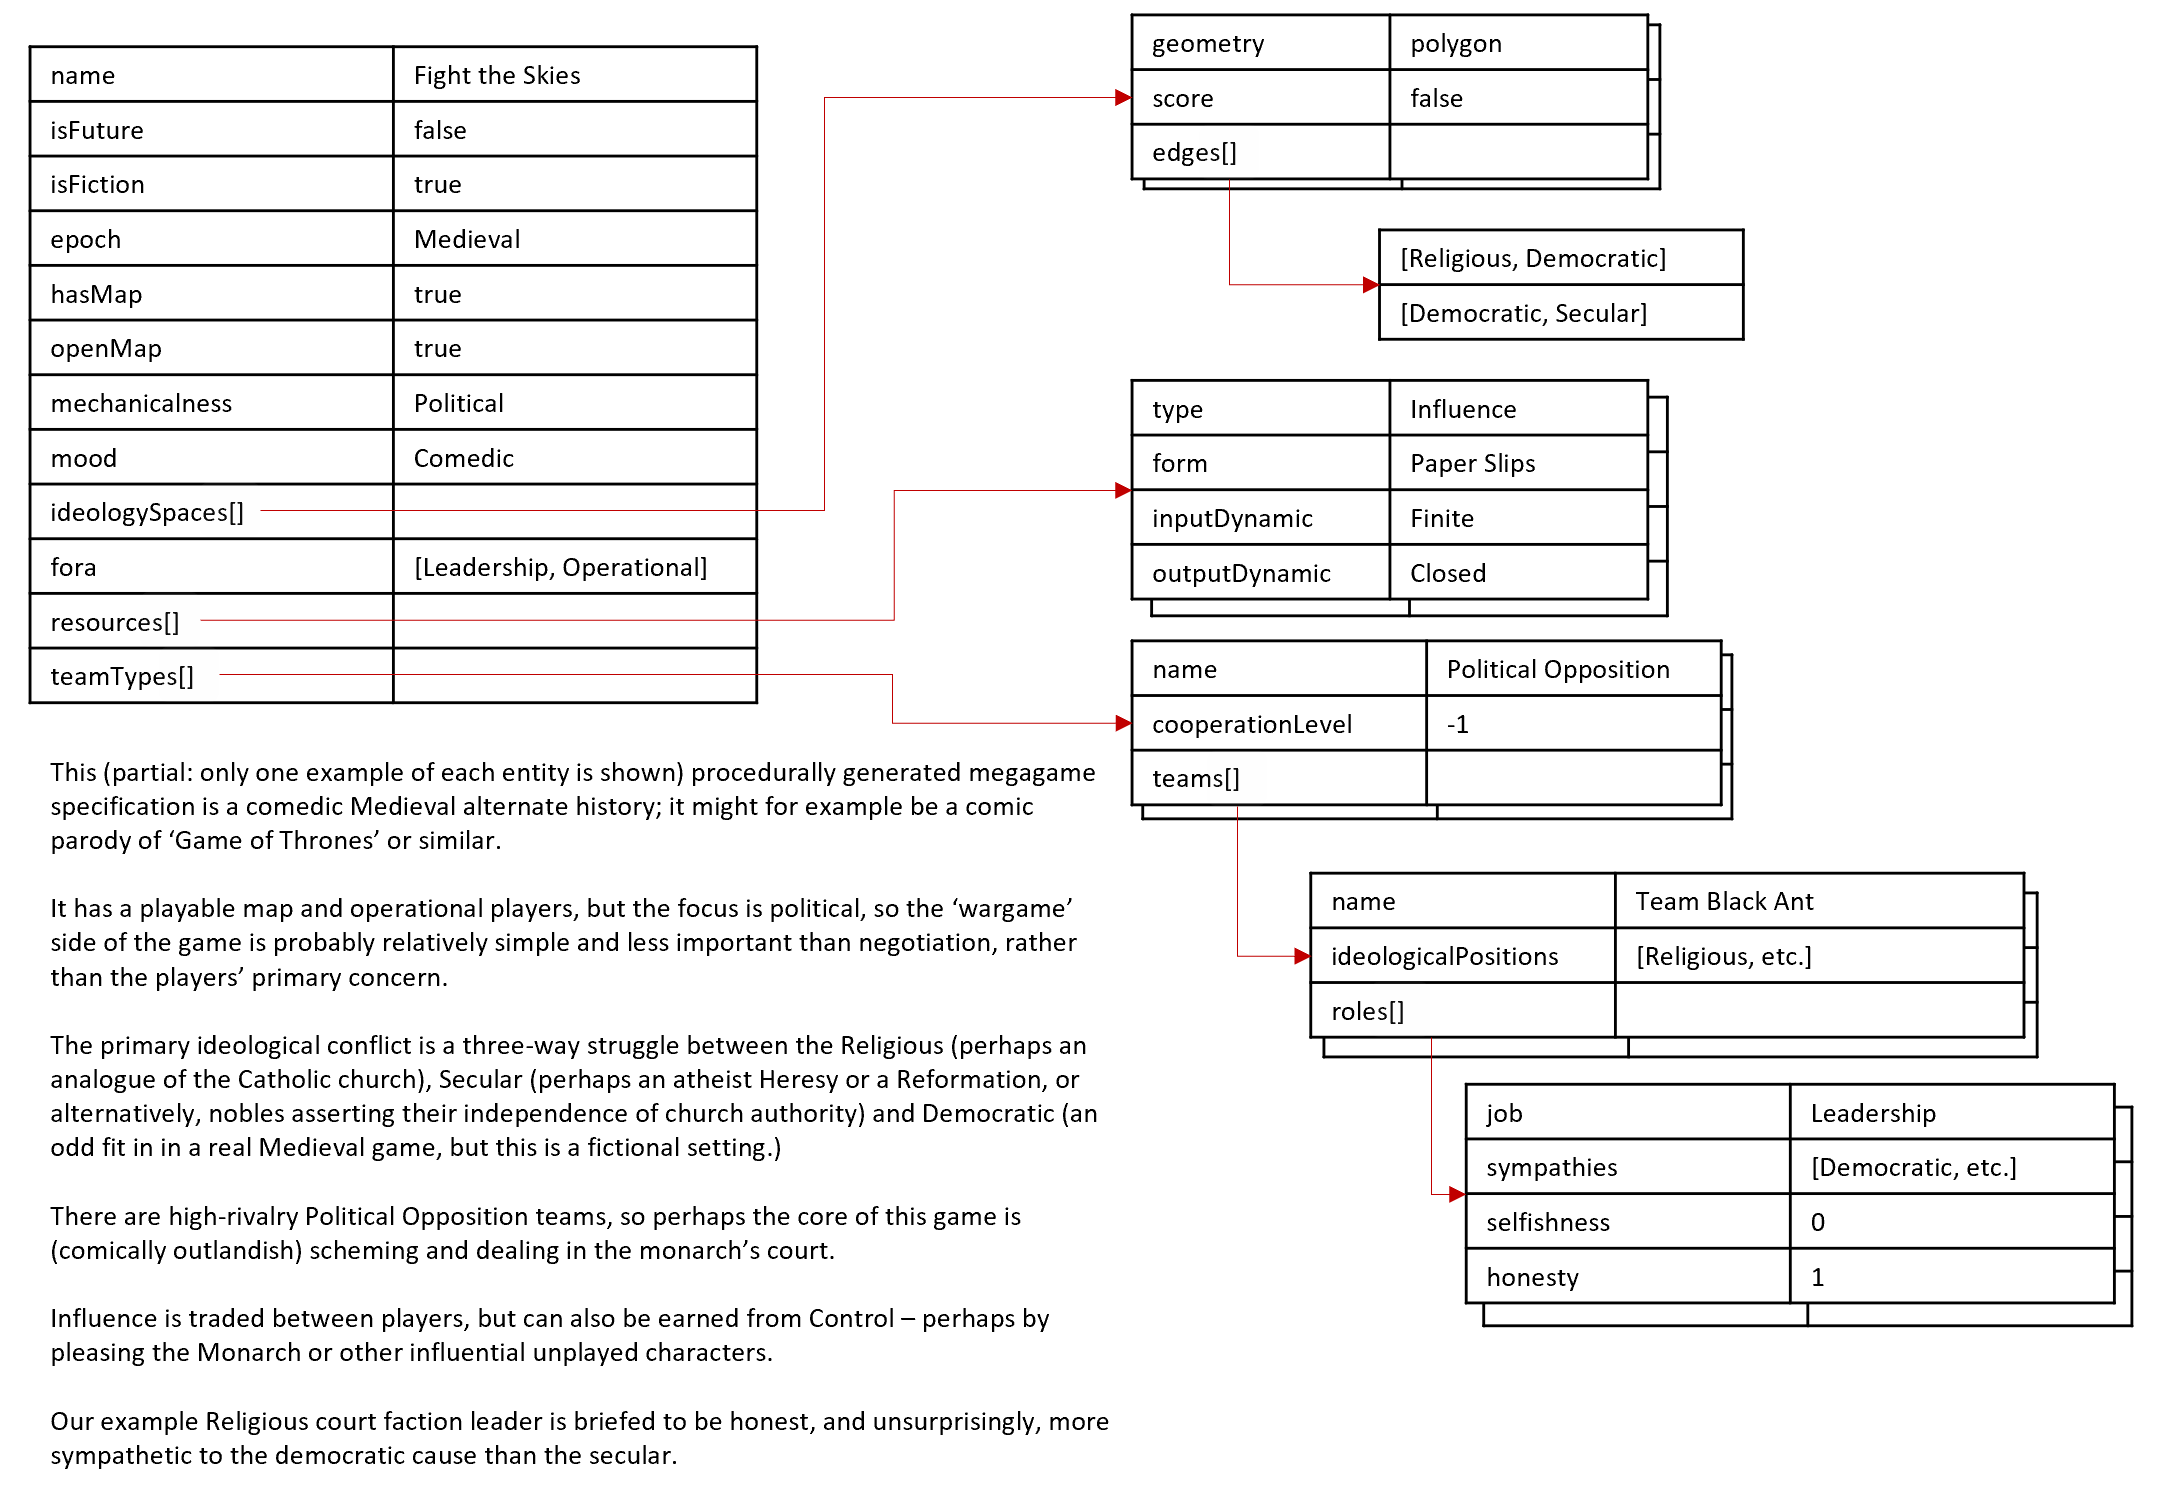 name Fight the Skies
isFuture false
isFiction true
epoch Medieval
hasMap true
openMap true
mechanicalness Political
mood Comedic
ideologySpaces[]
fora [Leadership, Operational]
resources[]
teamTypes[]
geometry polygon
score false
edges[]
[Religious, Democratic]
[Democratic, Secular]
type Influence
form Paper Slips
inputDynamic Finite
outputDynamic Closed
name Political Opposition
cooperationLevel -1
teams[]
name Team Black Ant
ideologicalPositions [Religious, etc.]
roles[]
job Leadership
sympathies [Democratic, etc.]
selfishness 0
honesty 1
This (partial: only one example of each entity is shown) procedurally generated megagame
specification is a comedic Medieval alternate history; it might for example be a comic
parody of ‘Game of Thrones’ or similar.
It has a playable map and operational players, but the focus is political, so the ‘wargame’
side of the game is probably relatively simple and less important than negotiation, rather
than the players’ primary concern.
The primary ideological conflict is a three-way struggle between the Religious (perhaps an
analogue of the Catholic church), Secular (perhaps an atheist Heresy or a Reformation, or
alternatively, nobles asserting their independence of church authority) and Democratic (an
odd fit in in a real Medieval game, but this is a fictional setting.)
There are high-rivalry Political Opposition teams, so perhaps the core of this game is
(comically outlandish) scheming and dealing in the monarch’s court.
Influence is traded between players, but can also be earned from Control – perhaps by
pleasing the Monarch or other influential unplayed characters.
Our example Religious court faction leader is briefed to be honest, and unsurprisingly, more
sympathetic to the democratic cause than the secular.